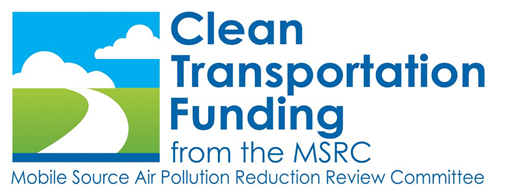 Clean
Transportation
Funding
from the MSRC
Mobile Source Air Pollution Reduction Review Committee